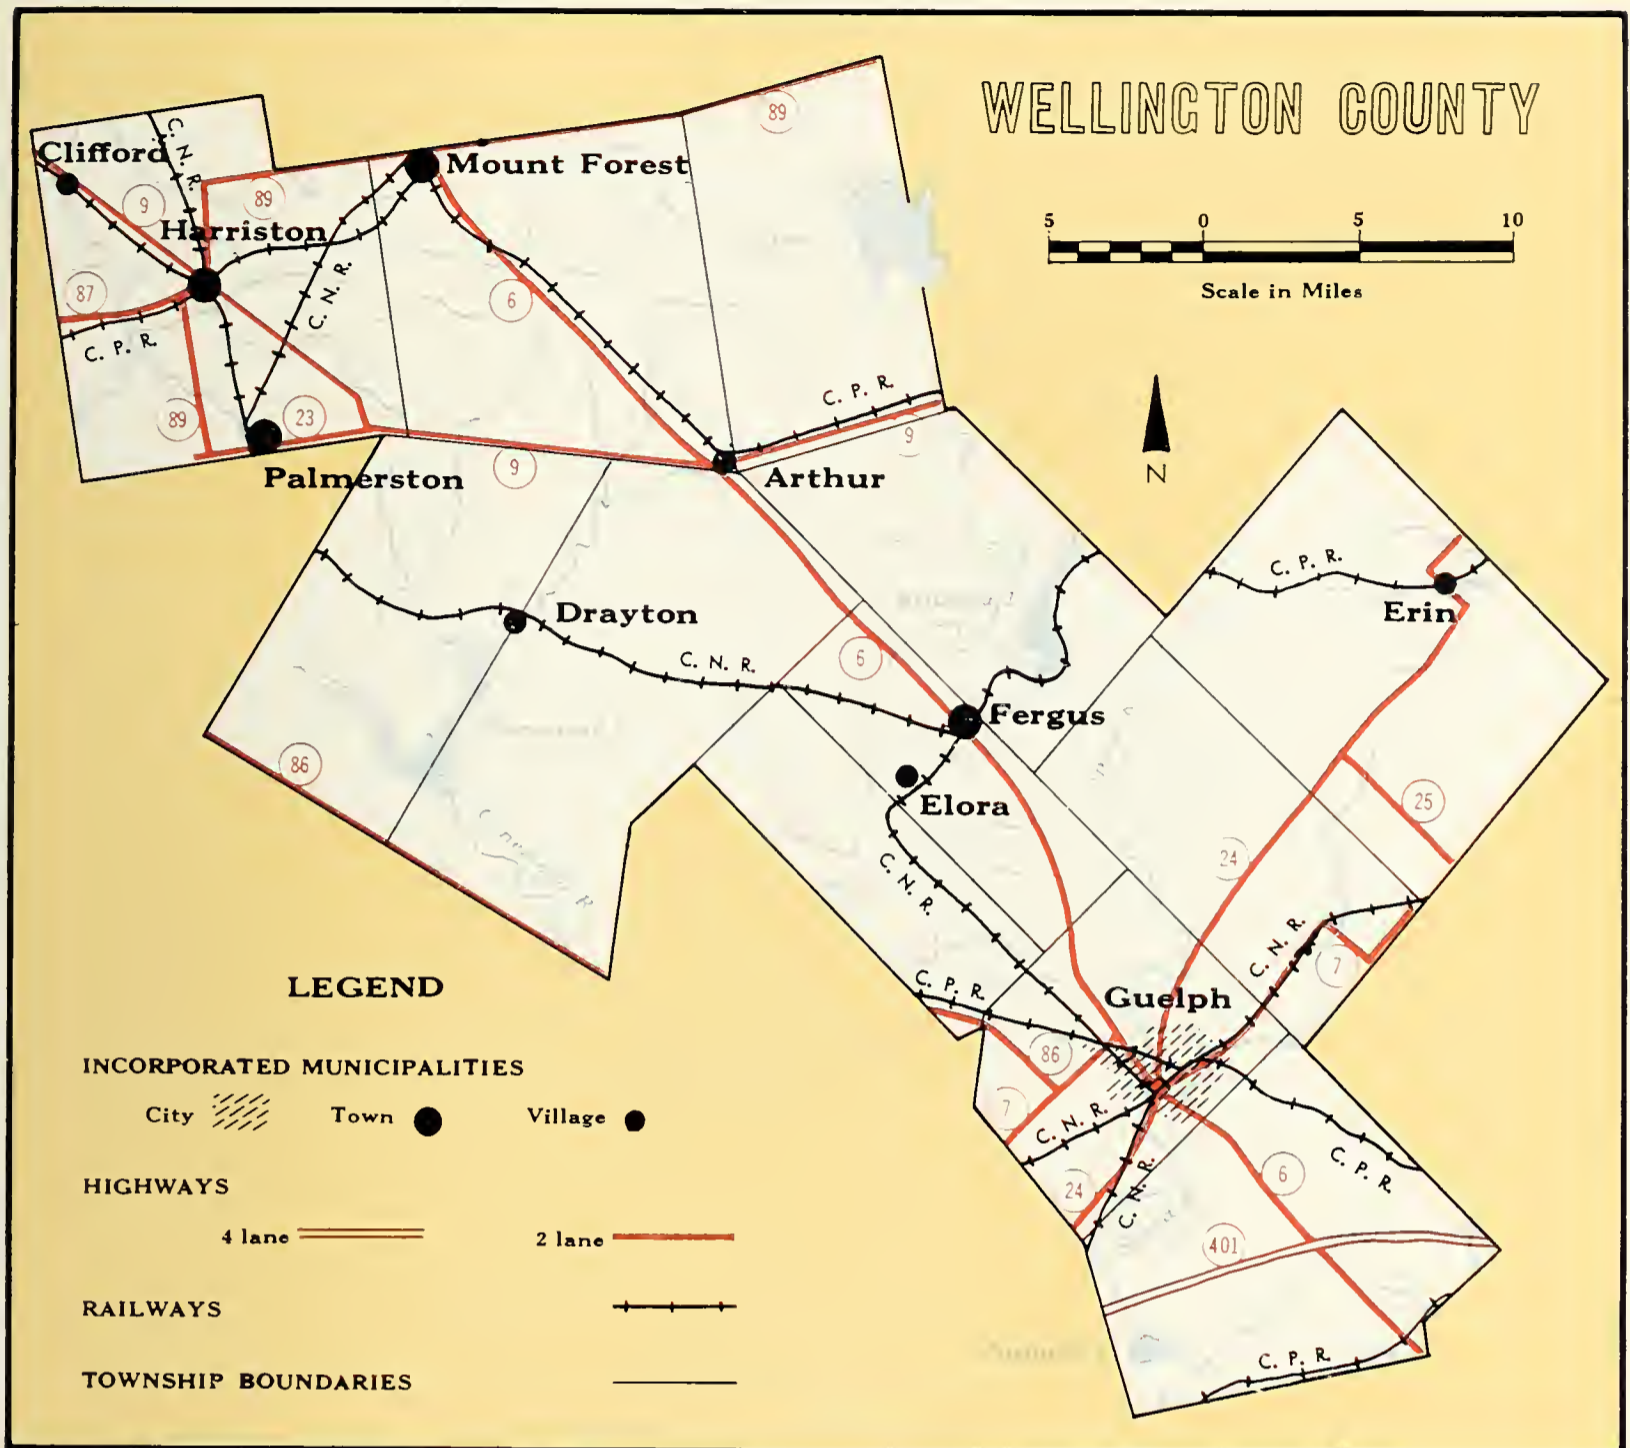 WELLINGTON COUNTY
89
Clifford
C. N. R.
Mount Forest
9
89
Harriston
5 0 5 10
Scale in Miles
87
C. N. R.
6
C. P. R.
C. P. R.
N
89
23
9
9
Palmerston
Arthur
C. P. R.
Erin
Drayton
C. N. R.
6
Fergus
86
Elora
25
24
C. N. R.
C. N. R.
7
LEGEND
C. P. R.
Guelph
86
INCORPORATED MUNICIPALITIES
City Town Village
7
C. N. R.
C. P. R.
HIGHWAYS
24
C. N. R.
6
4 lane 2 lane
401
RAILWAYS
C. P. R.
TOWNSHIP BOUNDARIES